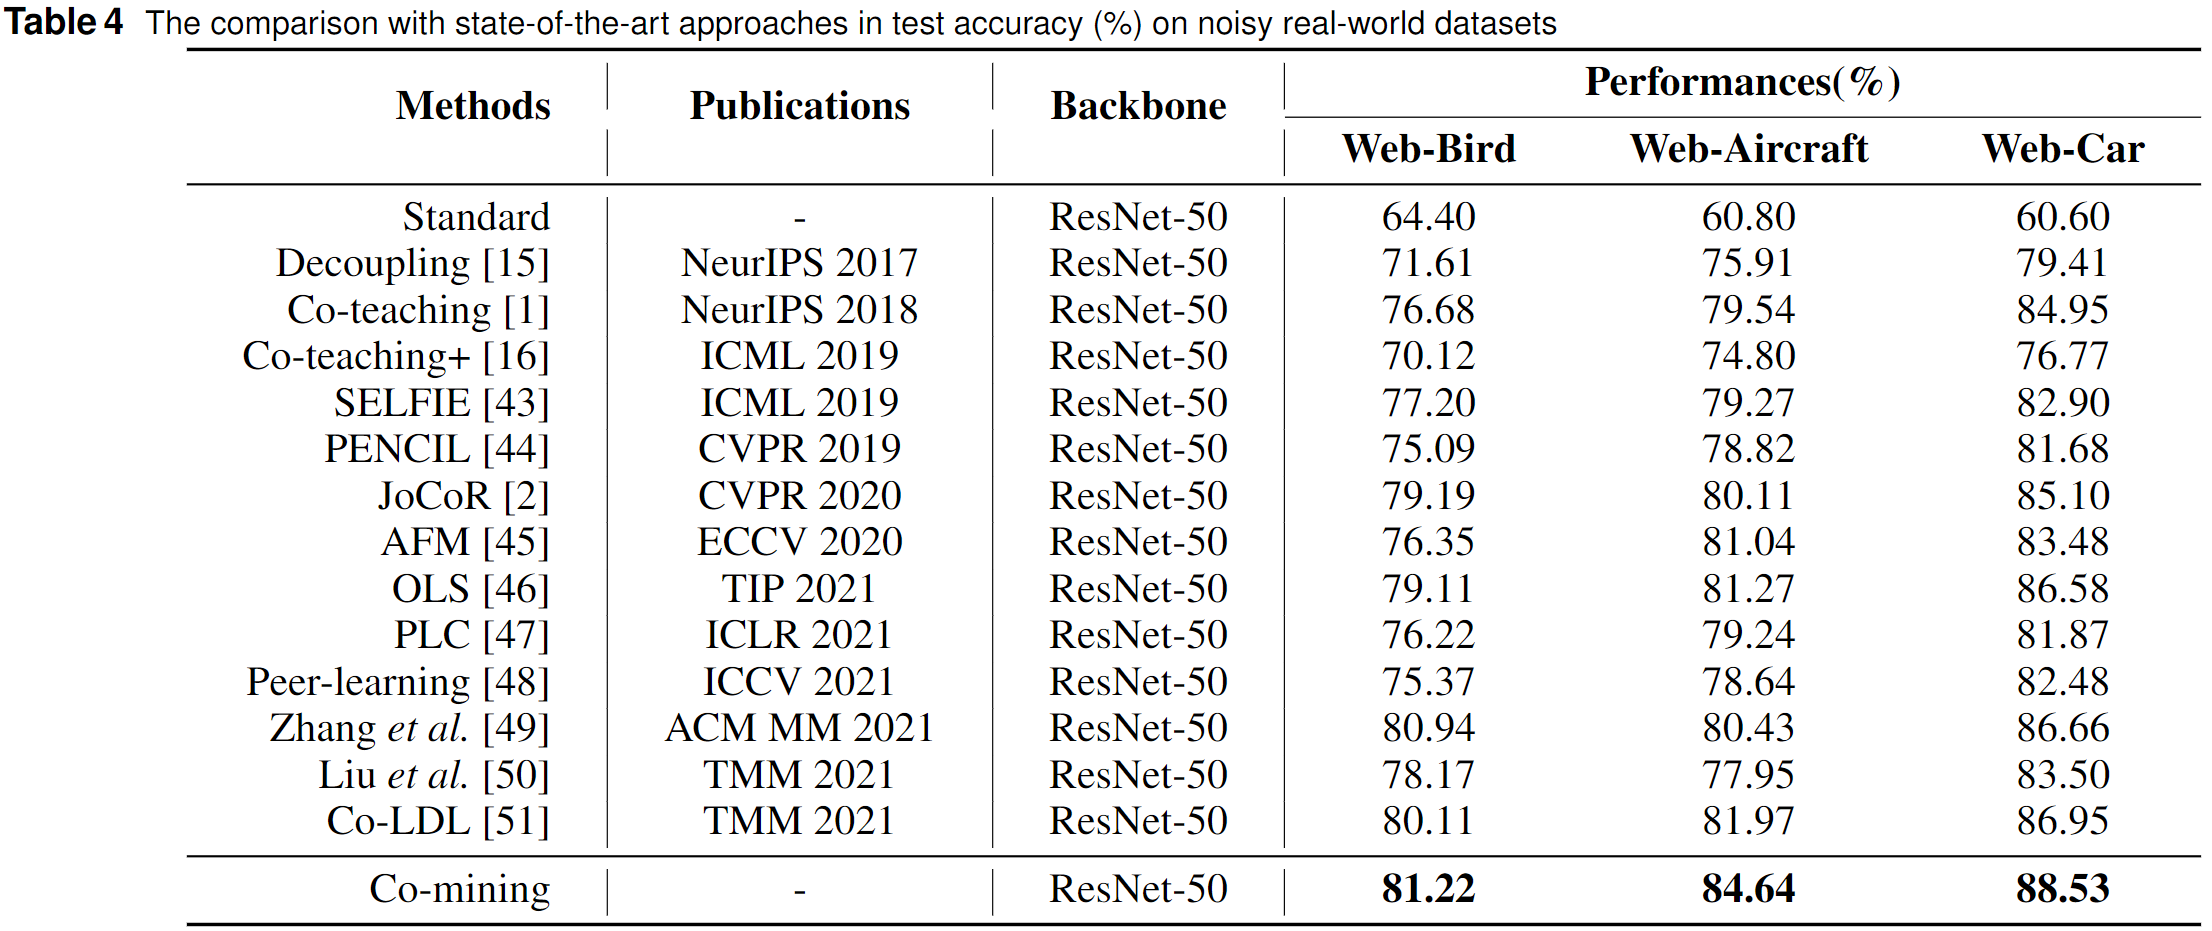 Table 4 The comparison with state-of-the-art approaches in test accuracy (%) on noisy real-world datasets
Methods Publications Backbone Performances(%)
Web-Bird Web-Aircraft Web-Car
Standard - ResNet-50 64.40 60.80 60.60
Decoupling [15] NeurIPS 2017 ResNet-50 71.61 75.91 79.41
Co-teaching [1] NeurIPS 2018 ResNet-50 76.68 79.54 84.95
Co-teaching+ [16] ICML 2019 ResNet-50 70.12 74.80 76.77
SELFIE [43] ICML 2019 ResNet-50 77.20 79.27 82.90
PENCIL [44] CVPR 2019 ResNet-50 75.09 78.82 81.68
JoCoR [2] CVPR 2020 ResNet-50 79.19 80.11 85.10
AFM [45] ECCV 2020 ResNet-50 76.35 81.04 83.48
OLS [46] TIP 2021 ResNet-50 79.11 81.27 86.58
PLC [47] ICLR 2021 ResNet-50 76.22 79.24 81.87
Peer-learning [48] ICCV 2021 ResNet-50 75.37 78.64 82.48
Zhang et al. [49] ACM MM 2021 ResNet-50 80.94 80.43 86.66
Liu et al. [50] TMM 2021 ResNet-50 78.17 77.95 83.50
Co-LDL [51] TMM 2021 ResNet-50 80.11 81.97 86.95
Co-mining - ResNet-50 81.22 84.64 88.53